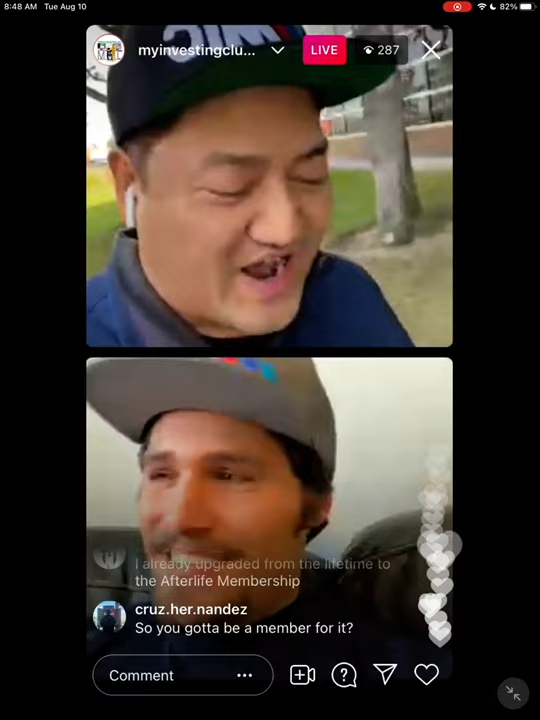 8:48 AM Tue Aug 10
82%
MIC
myinvestingclu...
LIVE
287
I already upgraded from the lifetime to
the Afterlife Membership
cruz.her.nandez
So you gotta be a member for it?
Comment